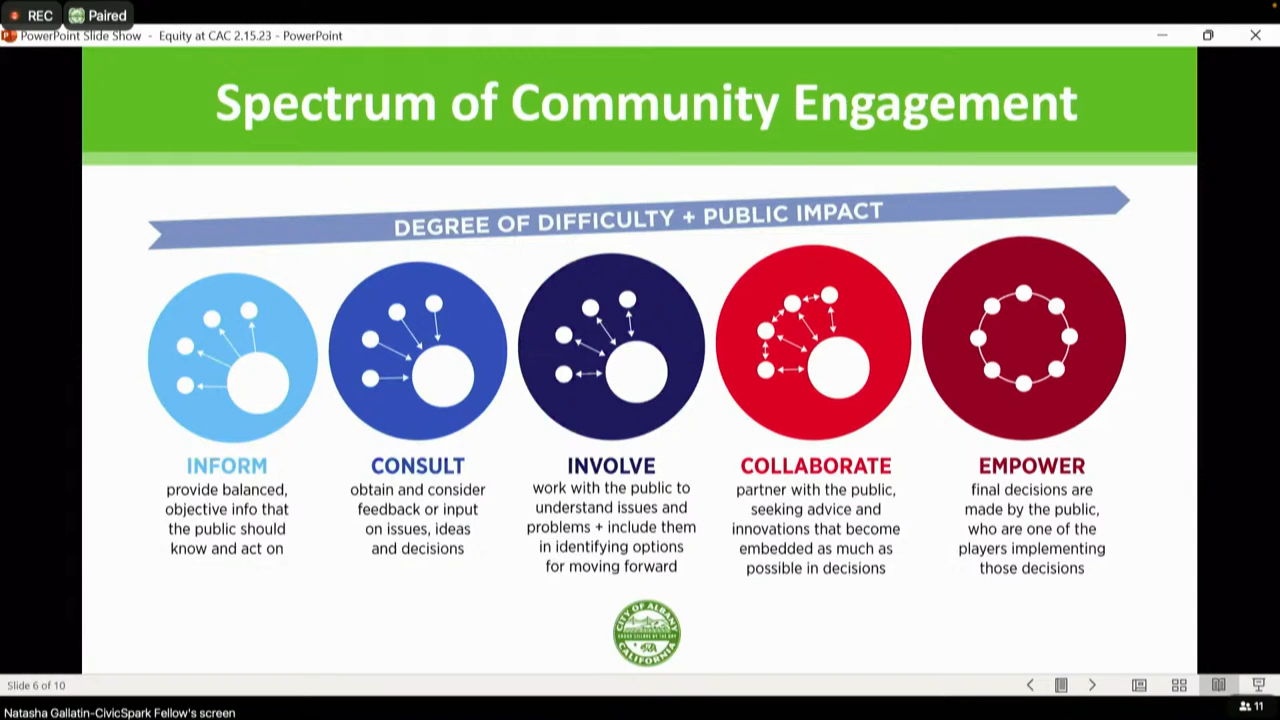 REC
Paired
PowerPoint Slide Show - Equity at CAC 2.15.23 - PowerPoint
Spectrum of Community Engagement
DEGREE OF DIFFICULTY + PUBLIC IMPACT
INFORM
provide balanced,
objective info that
the public should
know and act on
CONSULT
obtain and consider
feedback or input
on issues, ideas
and decisions
INVOLVE
work with the public to
understand issues and
problems + include them
in identifying options
for moving forward
COLLABORATE
partner with the public,
seeking advice and
innovations that become
embedded as much as
possible in decisions
EMPOWER
final decisions are
made by the public,
who are one of the
players implementing
those decisions
CITY OF ALBANY
CALIFORNIA
Slide 6 of 10
Natasha Gallatin-CivicSpark Fellow's screen
11